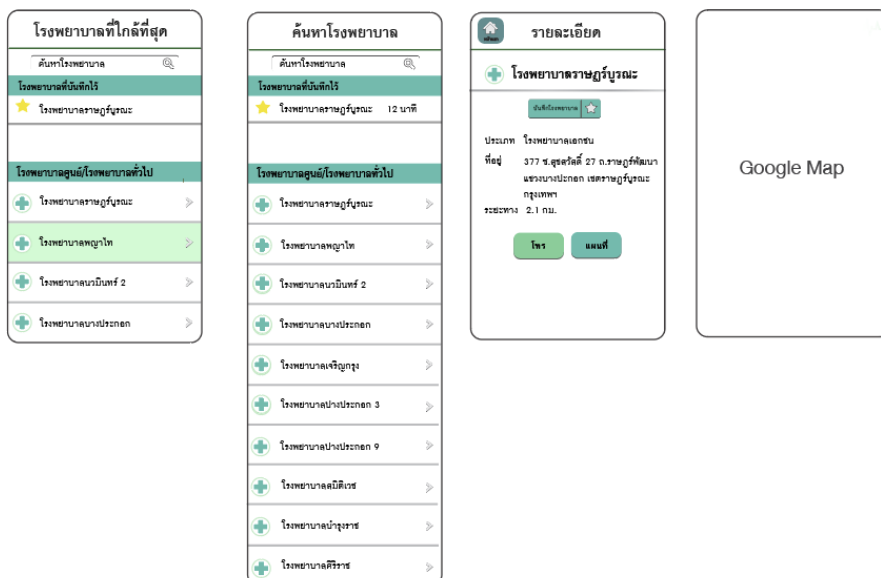 โรงพยาบาลที่ใกล้ที่สุด
ค้นหาโรงพยาบาล
โรงพยาบาลที่บันทึกไว้
โรงพยาบาลราษฎร์บูรณะ
โรงพยาบาลศูนย์/โรงพยาบาลทั่วไป
โรงพยาบาลราษฎร์บูรณะ
โรงพยาบาลพญาไท
โรงพยาบาลนวมินทร์ 2
โรงพยาบาลบางประกอก
ค้นหาโรงพยาบาล
ค้นหาโรงพยาบาล
โรงพยาบาลที่บันทึกไว้
โรงพยาบาลราษฎร์บูรณะ 12 นาที
โรงพยาบาลศูนย์/โรงพยาบาลทั่วไป
โรงพยาบาลราษฎร์บูรณะ
โรงพยาบาลพญาไท
โรงพยาบาลนวมินทร์ 2
โรงพยาบาลบางประกอก
โรงพยาบาลเจริญกรุง
โรงพยาบาลปางประกอก 3
โรงพยาบาลปางประกอก 9
โรงพยาบาลสมิติเวช
โรงพยาบาลบำรุงราช
โรงพยาบาลศิริราช
รายละเอียด
โรงพยาบาลราษฎร์บูรณะ
บันทึกโรงพยาบาล
ประเภท โรงพยาบาลเอกชน
ที่อยู่ 377 ซ.สุขสวัสดิ์ 27 ถ.ราษฎร์พัฒนา
แขวงบางปะกอก เขตราษฎร์บูรณะ
กรุงเทพฯ
ระยะทาง 2.1 กม.
โทร แผนที่
Google Map